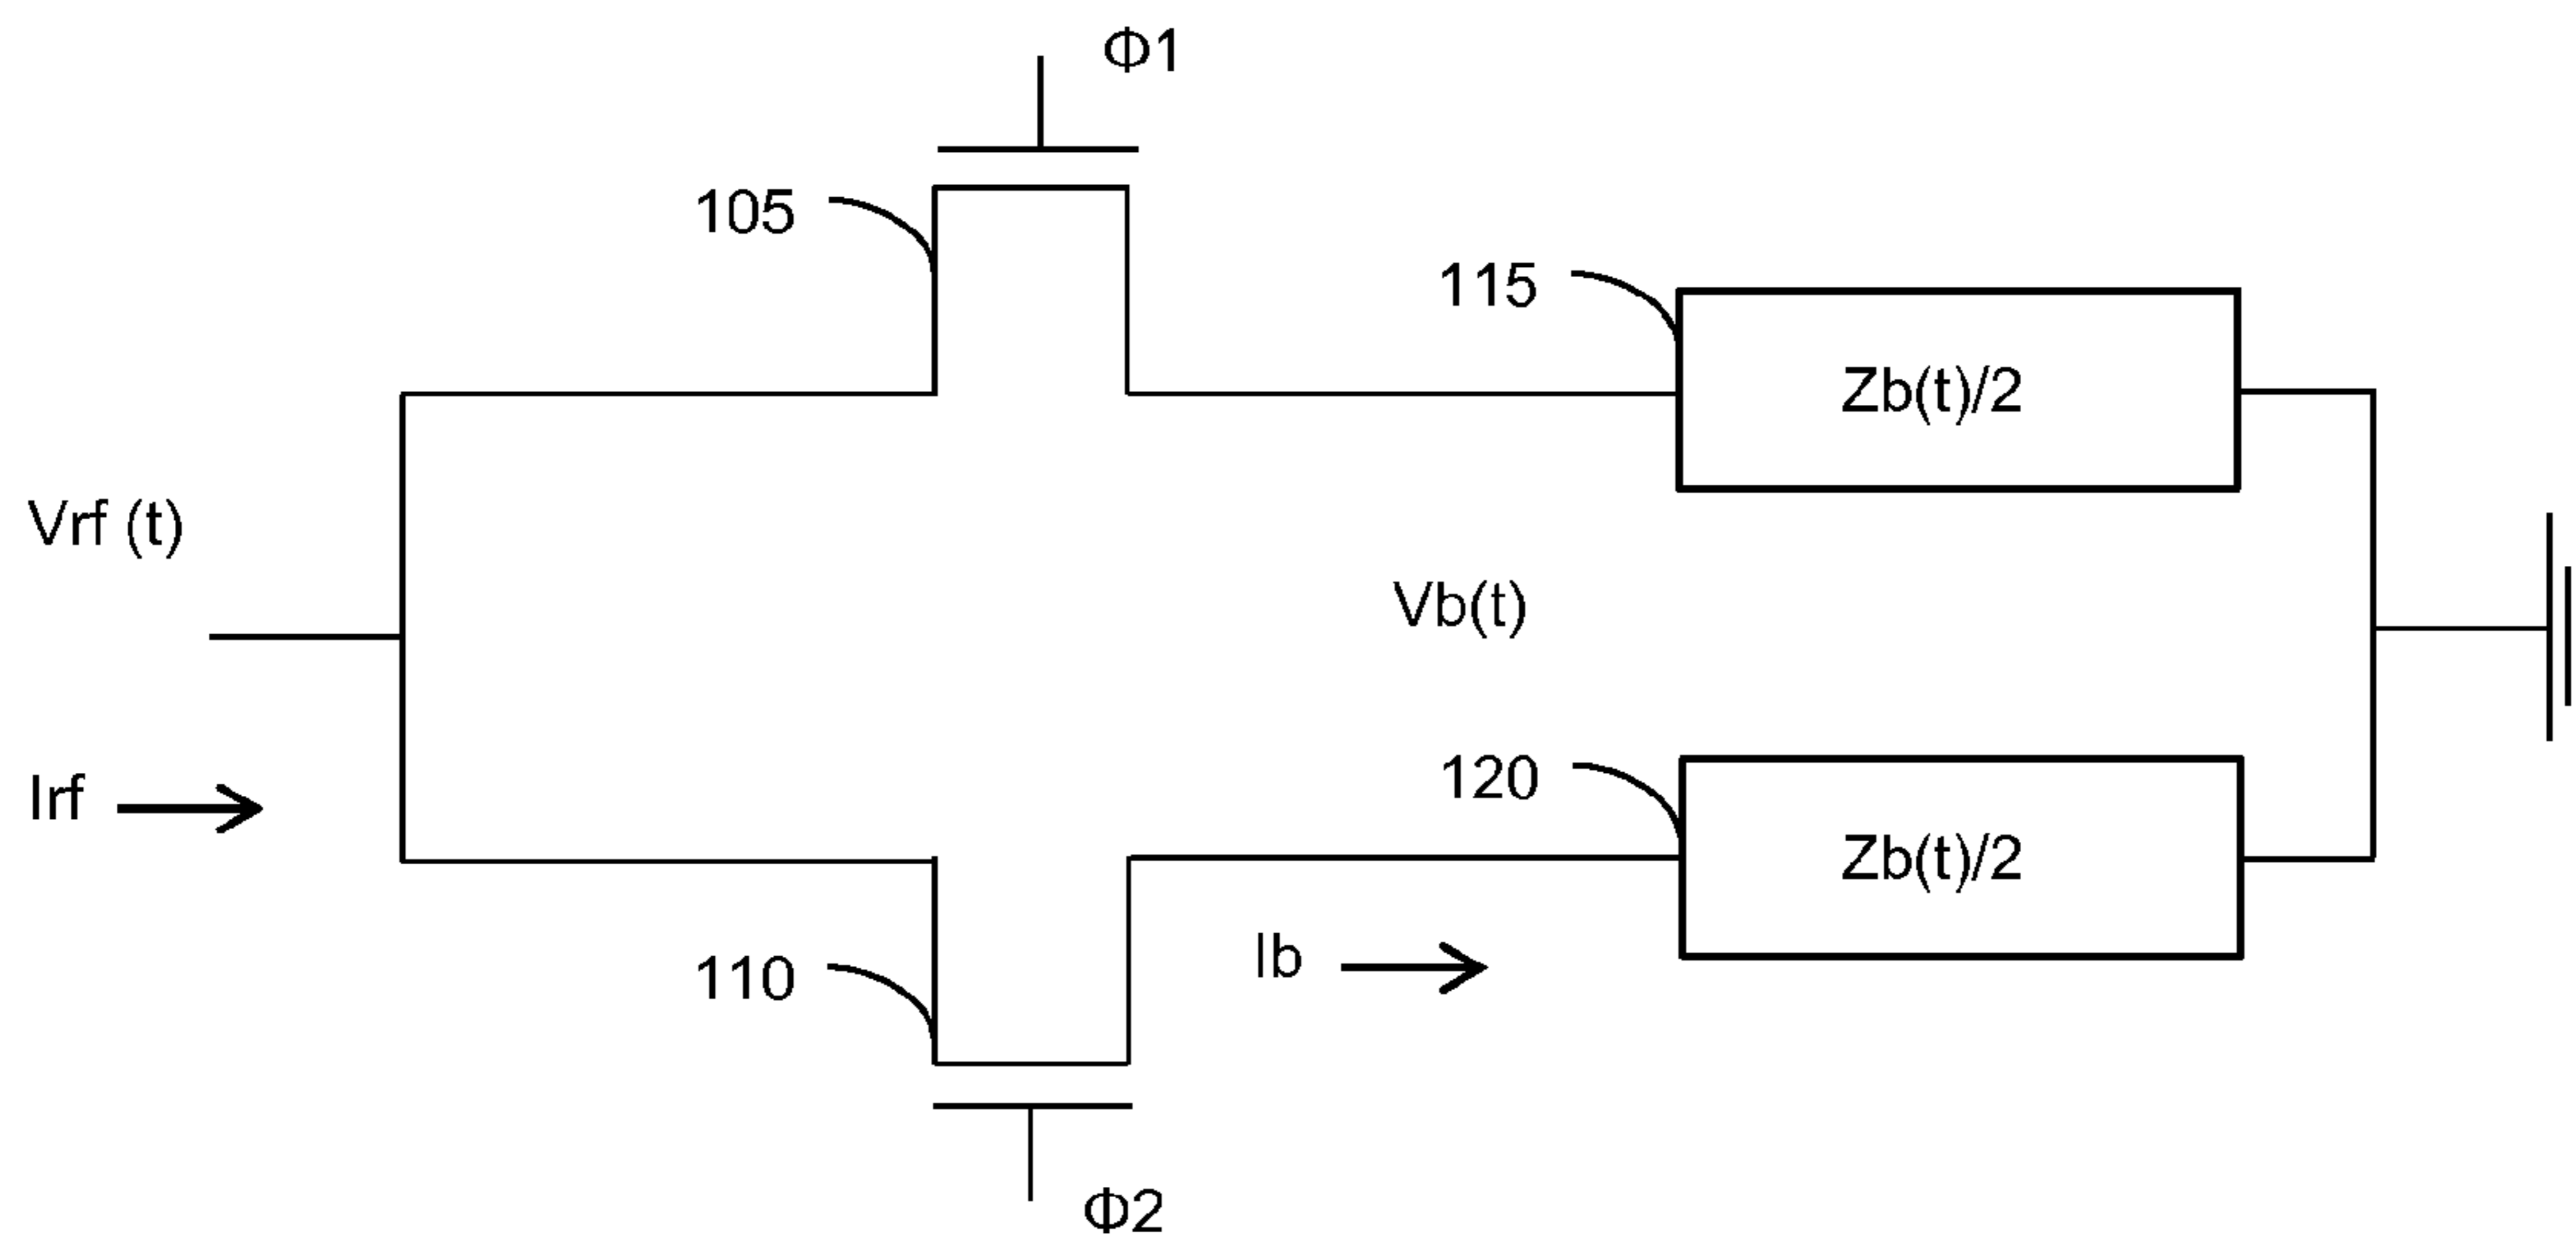 Φ1
105
115
Zb(t)/2
Vrf (t)
Vb(t)
Irf
120
Zb(t)/2
Ib
110
Φ2